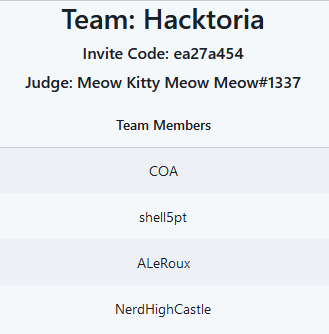 Team: Hacktoria
Invite Code: ea27a454
Judge: Meow Kitty Meow Meow#1337
Team Members
COA
shell5pt
ALeRoux
NerdHighCastle